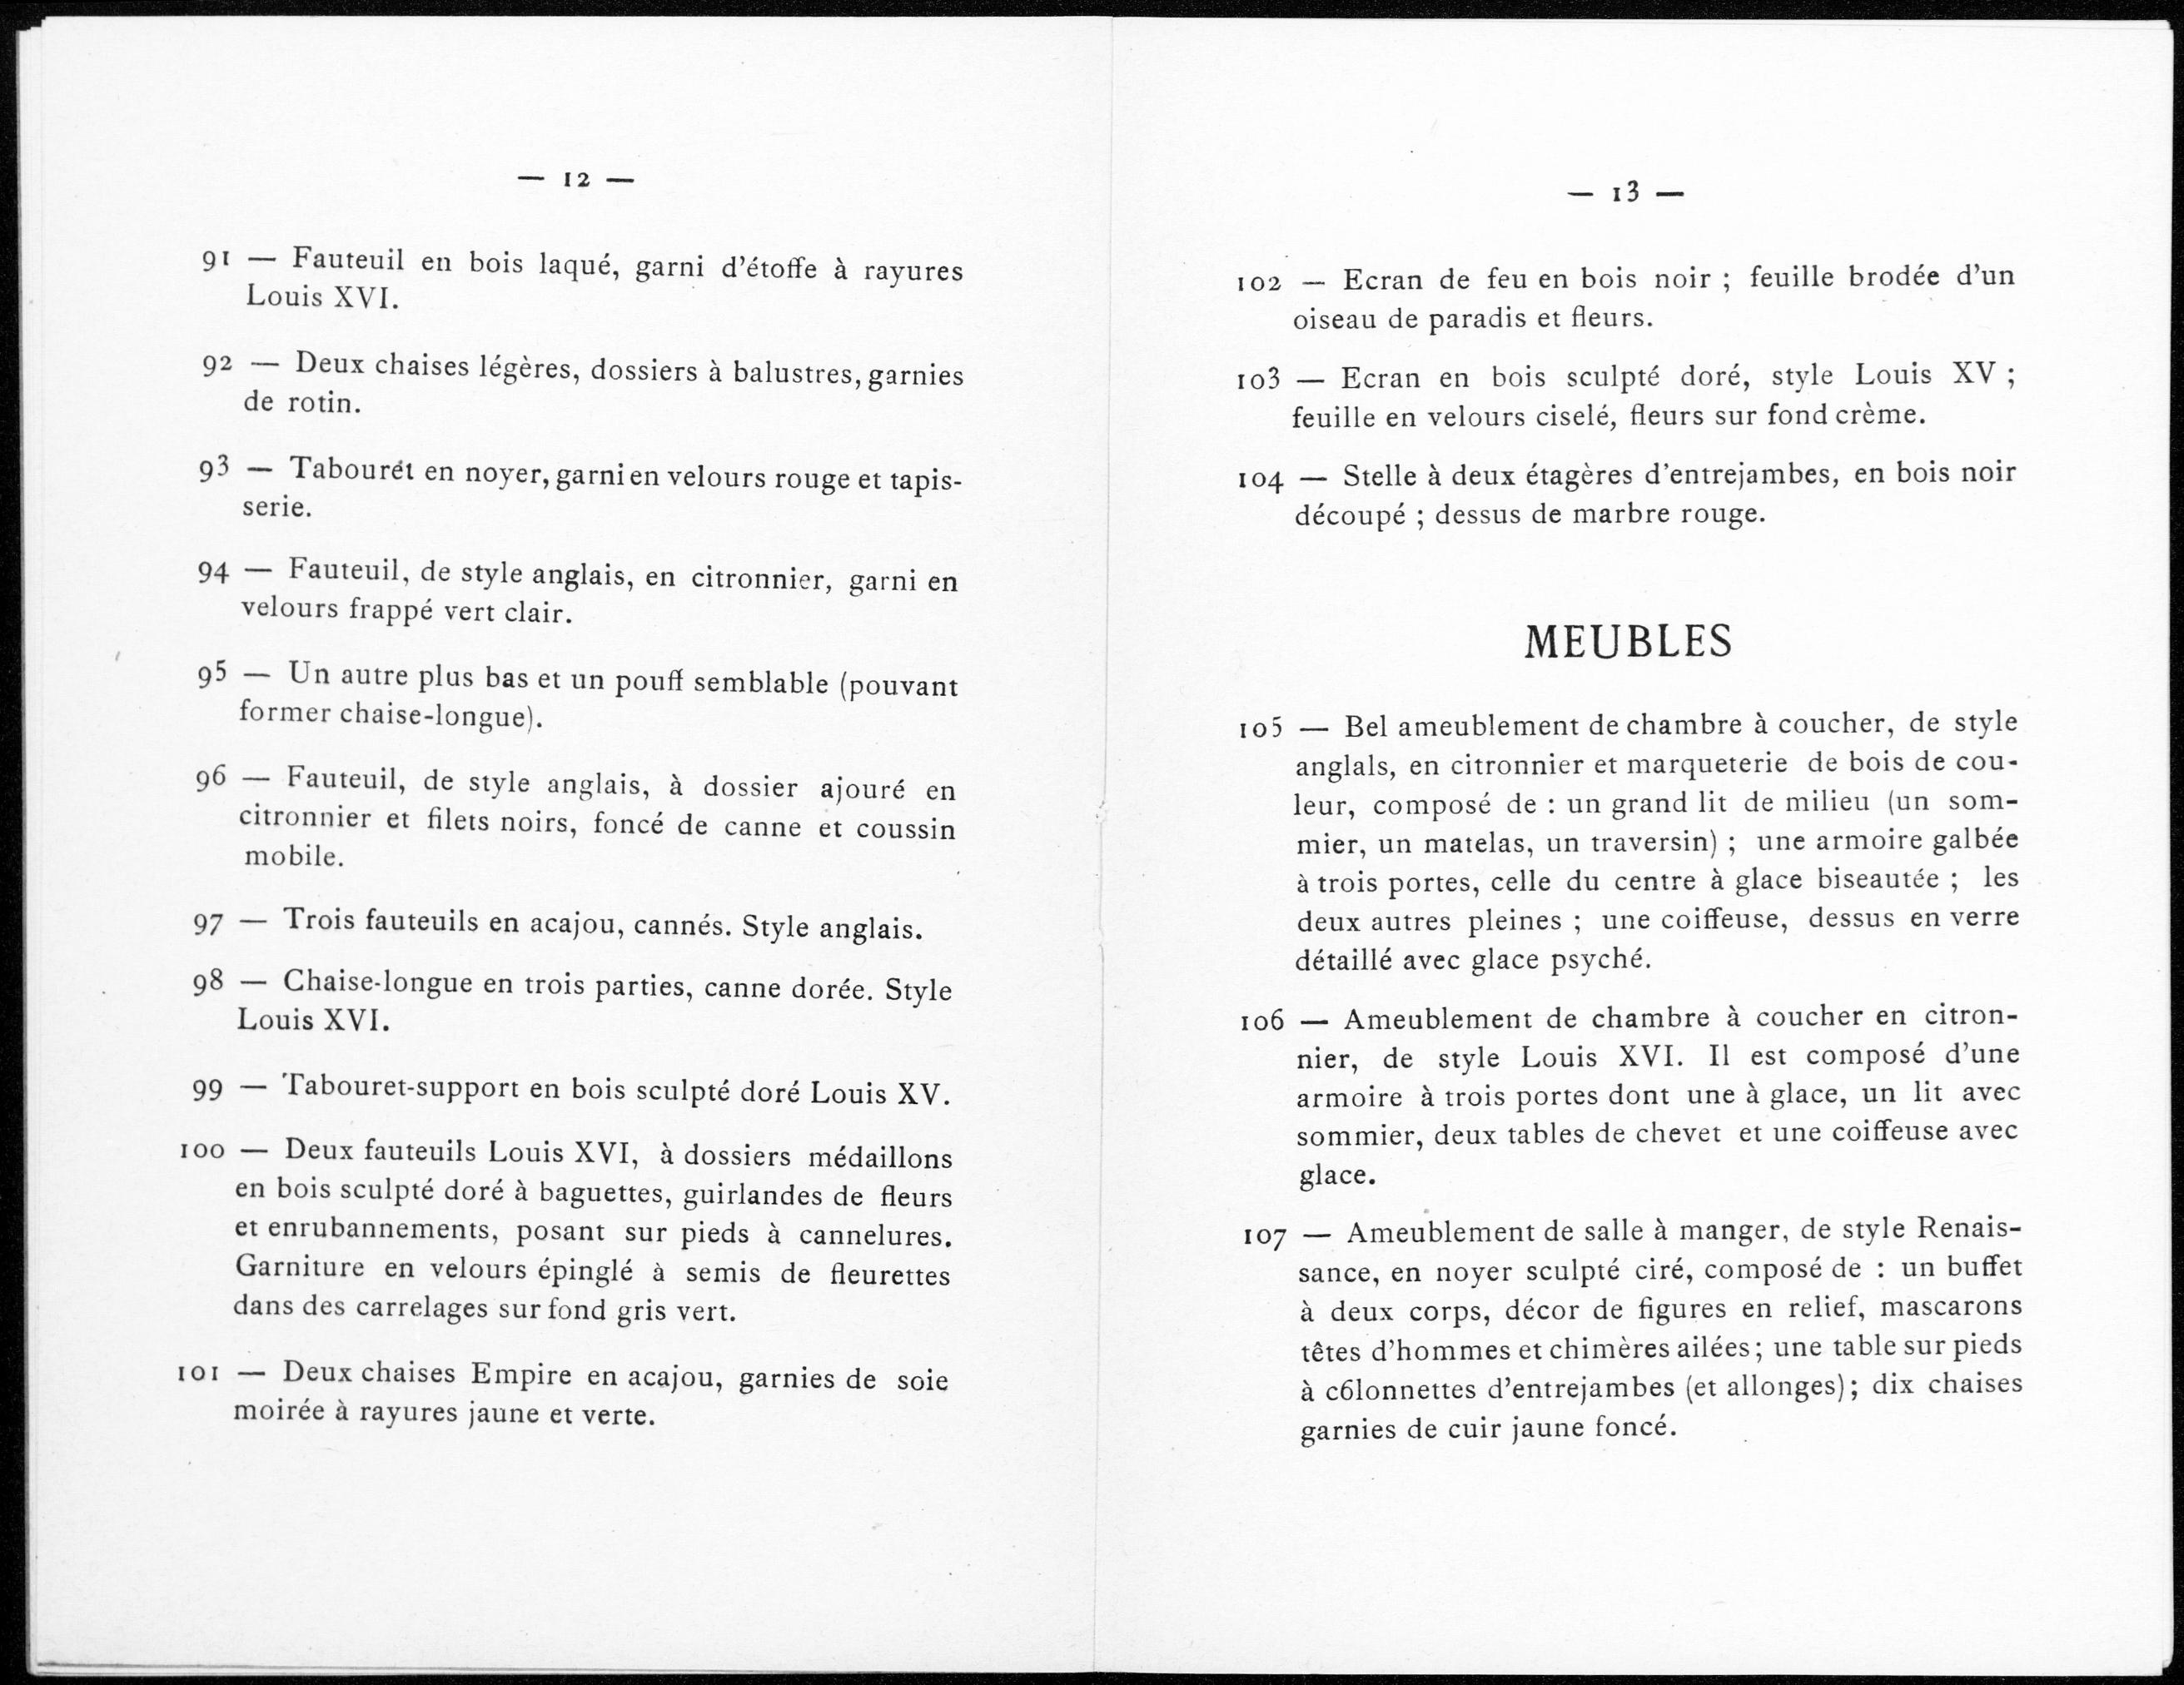 — 12 —
91 — Fauteuil en bois laqué, garni d'étoffe à rayures
Louis XVI.
92 — Deux chaises légères, dossiers à balustres, garnies
de rotin.
93 — Tabourét en noyer, garni en velours rouge et tapis-
serie.
94 — Fauteuil, de style anglais, en citronnier, garni en
velours frappé vert clair.
95 — Un autre plus bas et un pouff semblable (pouvant
former chaise-longue).
96 — Fauteuil, de style anglais, à dossier ajouré en
citronnier et filets noirs, foncé de canne et coussin
mobile.
97 — Trois fauteuils en acajou, cannés. Style anglais.
98 — Chaise-longue en trois parties, canne dorée. Style
Louis XVI.
99 — Tabouret-support en bois sculpté doré Louis XV.
100 — Deux fauteuils Louis XVI, à dossiers médaillons
en bois sculpté doré à baguettes, guirlandes de fleurs
et enrubannements, posant sur pieds à cannelures.
Garniture en velours épinglé à semis de fleurettes
dans des carrelages sur fond gris vert.
101 — Deux chaises Empire en acajou, garnies de soie
moirée à rayures jaune et verte.
— 13 —
102 — Ecran de feu en bois noir ; feuille brodée d'un
oiseau de paradis et fleurs.
103 — Ecran en bois sculpté doré, style Louis XV ;
feuille en velours ciselé, fleurs sur fond crème.
104 — Stelle à deux étagères d'entrejambes, en bois noir
découpé ; dessus de marbre rouge.
MEUBLES
105 — Bel ameublement de chambre à coucher, de style
anglals, en citronnier et marqueterie de bois de cou-
leur, composé de : un grand lit de milieu (un som-
mier, un matelas, un traversin) ; une armoire galbée
à trois portes, celle du centre à glace biseautée ; les
deux autres pleines ; une coiffeuse, dessus en verre
détaillé avec glace psyché.
106 — Ameublement de chambre à coucher en citron-
nier, de style Louis XVI. Il est composé d'une
armoire à trois portes dont une à glace, un lit avec
sommier, deux tables de chevet et une coiffeuse avec
glace.
107 — Ameublement de salle à manger, de style Renais-
sance, en noyer sculpté ciré, composé de : un buffet
à deux corps, décor de figures en relief, mascarons
têtes d'hommes et chimères ailées ; une table sur pieds
à c6lonnettes d'entrejambes (et allonges) ; dix chaises
garnies de cuir jaune foncé.